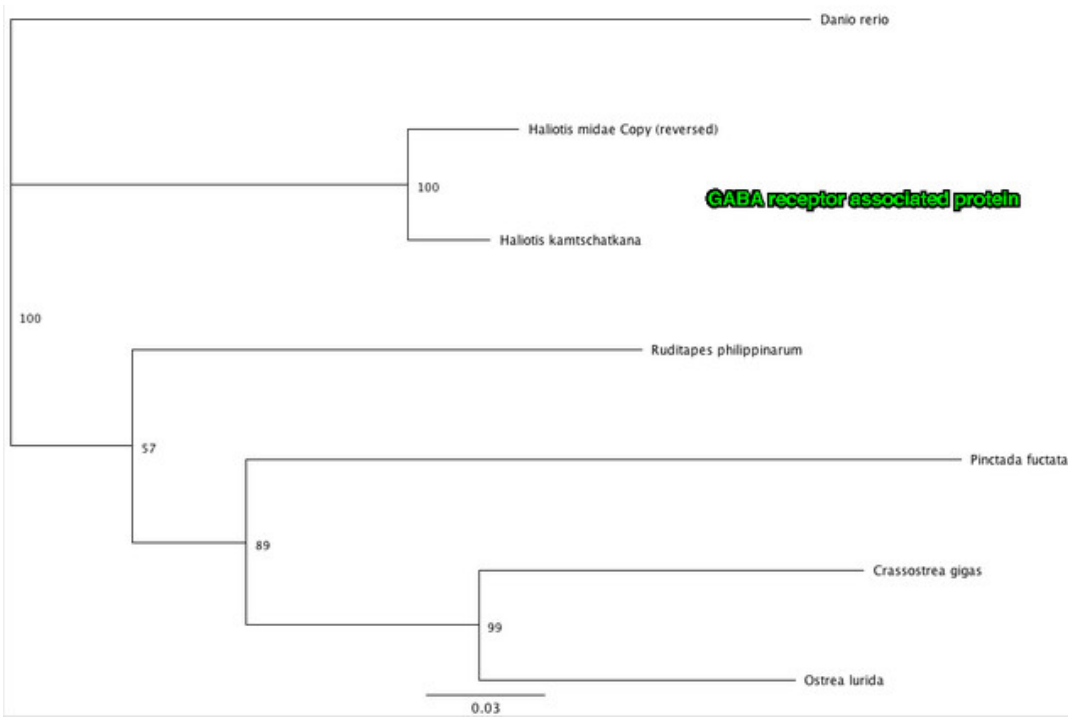 Danio rerio
Haliotis midae Copy (reversed)
100
GABA receptor associated protein
Haliotis kamtschatkana
100
Ruditapes philippinarum
57
Pinctada fuctata
89
Crassostrea gigas
99
Ostrea lurida
0.03